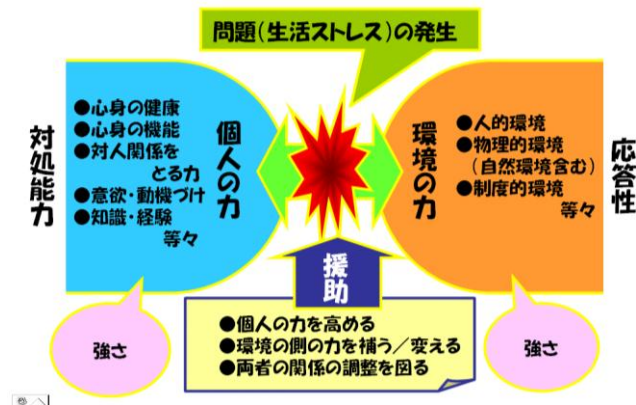 問題(生活ストレス)の発生
対処能力
●心身の健康
●心身の機能
●対人関係を
とる力
●意欲・動機づけ
●知識・経験
等々
個人の力
環境の力
●人的環境
●物理的環境
(自然環境含む)
●制度的環境
等々
応答性
援助
●個人の力を高める
●環境の側の力を補う/変える
●両者の関係の調整を図る
強さ
強さ